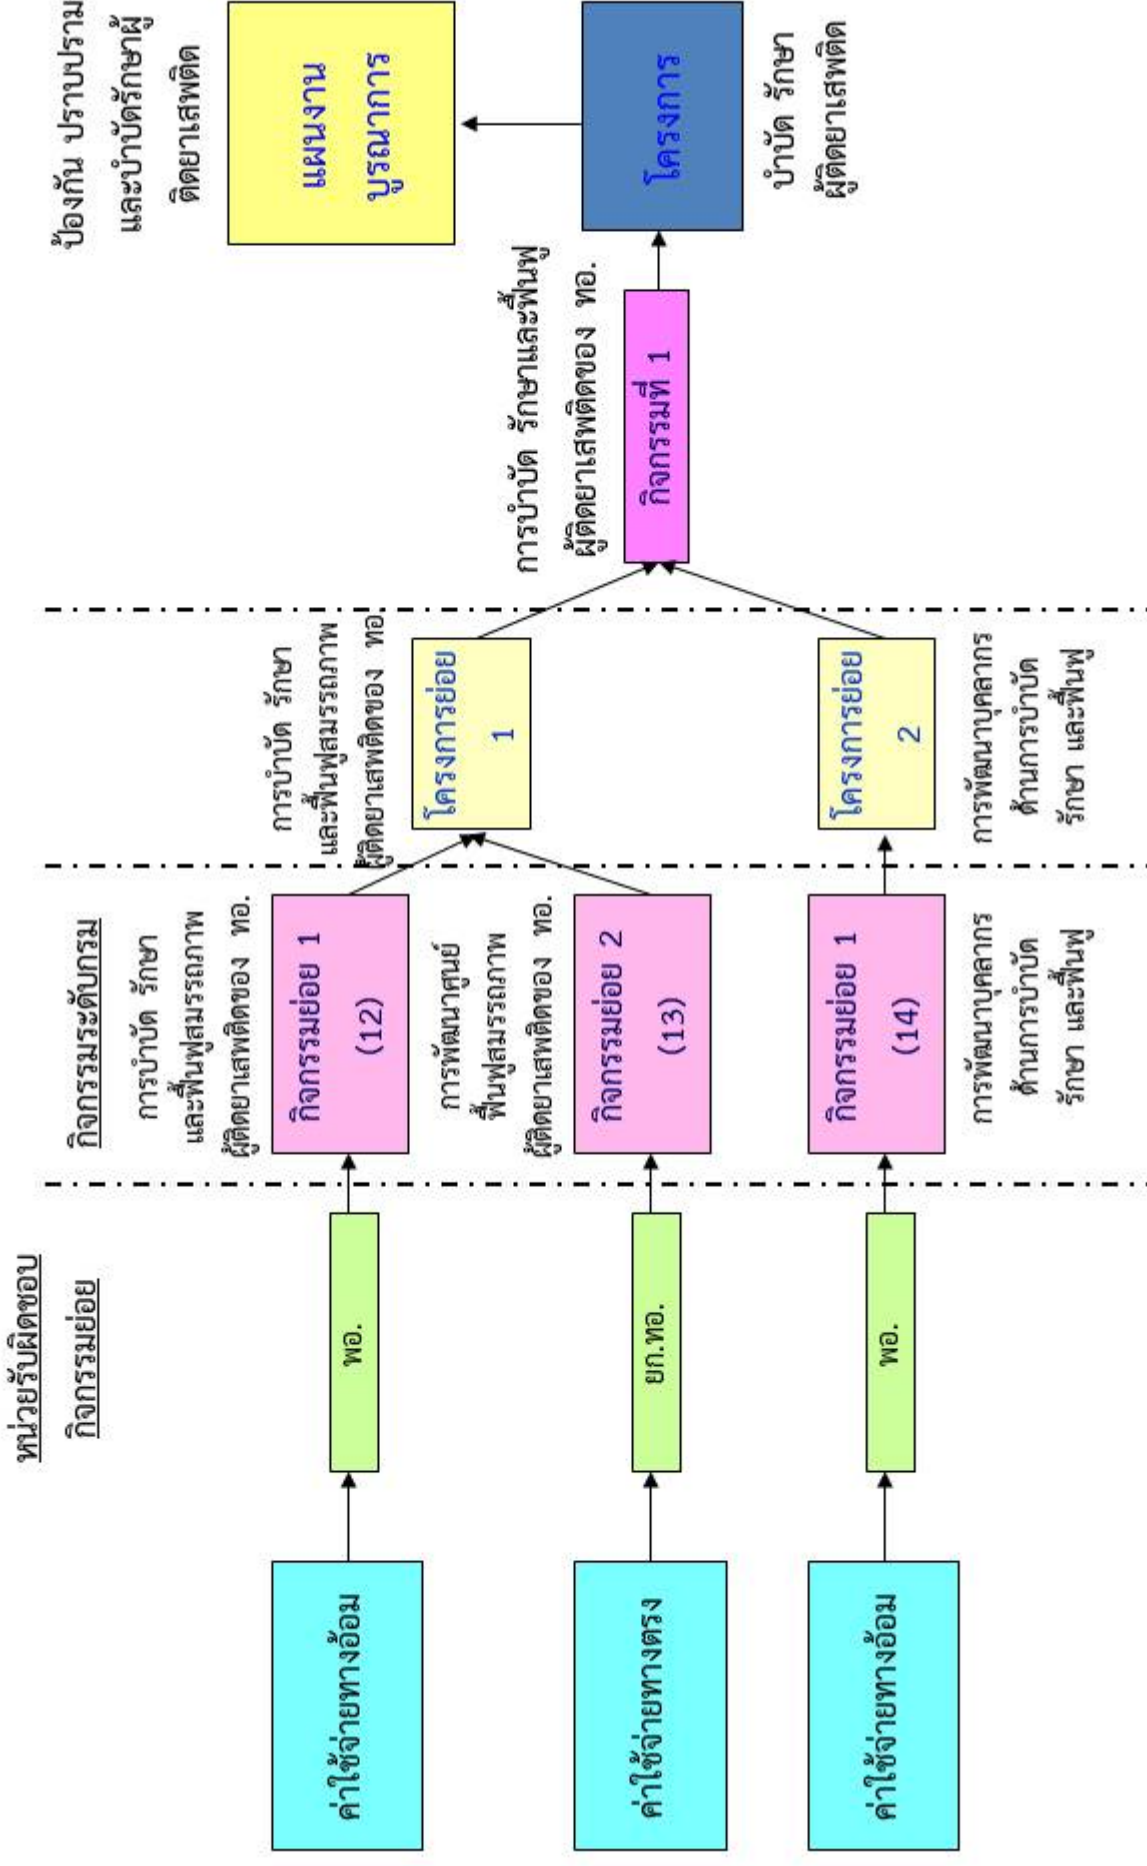 หน่วยรับผิดชอบ
กิจกรรมย่อย
กิจกรรมระดับกรม
ป้องกัน ปราบปราม
และบำบัดรักษาผู้
ติดยาเสพติด
แผนงาน
บูรณาการ
การบำบัด รักษา
และฟื้นฟูสมรรถภาพ
ผู้ติดยาเสพติดของ ทอ.
การบำบัด รักษา
และฟื้นฟูสมรรถภาพ
ผู้ติดยาเสพติดของ ทอ
ค่าใช้จ่ายทางอ้อม
พอ.
กิจกรรมย่อย 1
(12)
โครงการย่อย
1
การพัฒนาศูนย์
ฟื้นฟูสมรรถภาพ
ผู้ติดยาเสพติดของ ทอ.
การบำบัด รักษาและฟื้นฟู
ผู้ติดยาเสพติดของ ทอ.
ค่าใช้จ่ายทางตรง
ยก.ทอ.
กิจกรรมย่อย 2
(13)
กิจกรรมที่ 1
โครงการ
บำบัด รักษา
ผู้ติดยาเสพติด
ค่าใช้จ่ายทางอ้อม
พอ.
กิจกรรมย่อย 1
(14)
โครงการย่อย
2
การพัฒนาบุคลากร
ด้านการบำบัด
รักษา และฟื้นฟู
การพัฒนาบุคลากร
ด้านการบำบัด
รักษา และฟื้นฟู